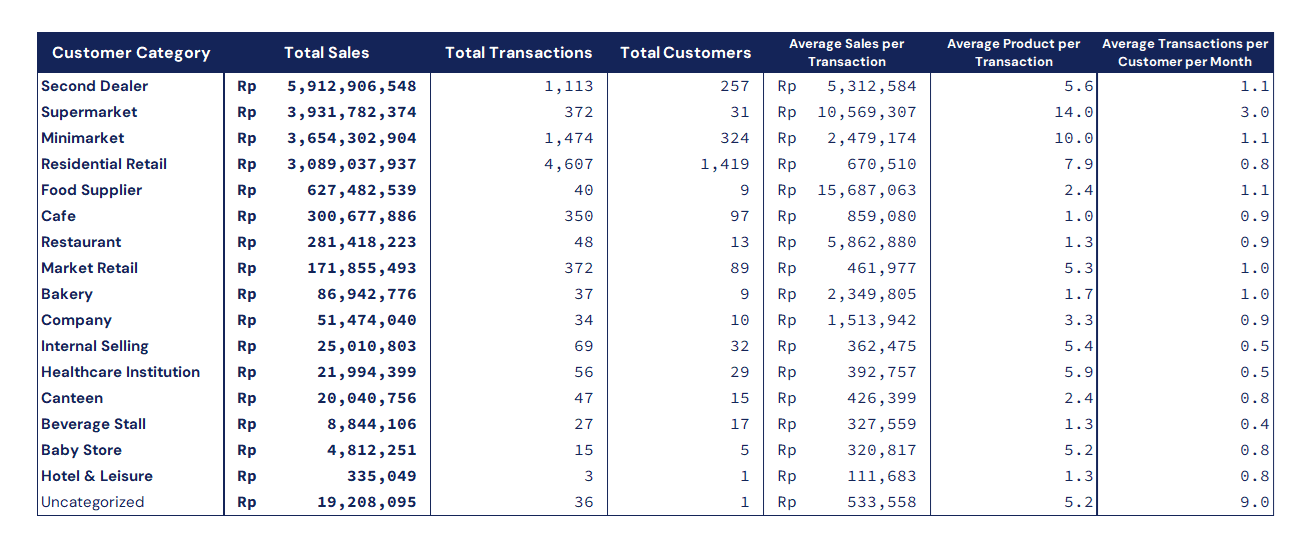 Customer Category Total Sales Total Transactions Total Customers Average Sales per Transaction Average Product per Transaction Average Transactions per Customer per Month
Second Dealer Rp 5,912,906,548 1,113 257 Rp 5,312,584 5.6 1.1
Supermarket Rp 3,931,782,374 372 31 Rp 10,569,307 14.0 3.0
Minimarket Rp 3,654,302,904 1,474 324 Rp 2,479,174 10.0 1.1
Residential Retail Rp 3,089,037,937 4,607 1,419 Rp 670,510 7.9 0.8
Food Supplier Rp 627,482,539 40 9 Rp 15,687,063 2.4 1.1
Cafe Rp 300,677,886 350 97 Rp 859,080 1.0 0.9
Restaurant Rp 281,418,223 48 13 Rp 5,862,880 1.3 0.9
Market Retail Rp 171,855,493 372 89 Rp 461,977 5.3 1.0
Bakery Rp 86,942,776 37 9 Rp 2,349,805 1.7 1.0
Company Rp 51,474,040 34 10 Rp 1,513,942 3.3 0.9
Internal Selling Rp 25,010,803 69 32 Rp 362,475 5.4 0.5
Healthcare Institution Rp 21,994,399 56 29 Rp 392,757 5.9 0.5
Canteen Rp 20,040,756 47 15 Rp 426,399 2.4 0.8
Beverage Stall Rp 8,844,106 27 17 Rp 327,559 1.3 0.4
Baby Store Rp 4,812,251 15 5 Rp 320,817 5.2 0.8
Hotel & Leisure Rp 335,049 3 1 Rp 111,683 1.3 0.8
Uncategorized Rp 19,208,095 36 1 Rp 533,558 5.2 9.0